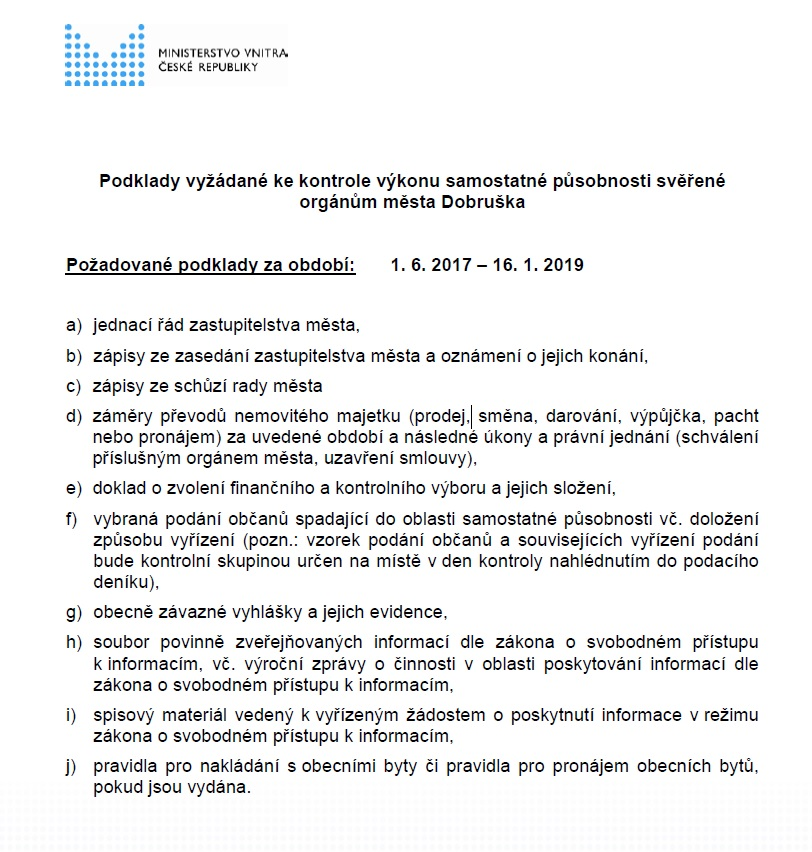 MINISTERSTVO VNITRA
ČESKÉ REPUBLIKY
Podklady vyžádané ke kontrole výkonu samostatné působnosti svěřené
orgánům města Dobruška
Požadované podklady za období: 1. 6. 2017 – 16. 1. 2019
a) jednací řád zastupitelstva města,
b) zápisy ze zasedání zastupitelstva města a oznámení o jejich konání,
c) zápisy ze schůzí rady města
d) záměry převodů nemovitého majetku (prodej, směna, darování, výpůjčka, pacht
nebo pronájem) za uvedené období a následné úkony a právní jednání (schválení
příslušným orgánem města, uzavření smlouvy),
e) doklad o zvolení finančního a kontrolního výboru a jejich složení,
f) vybraná podání občanů spadající do oblasti samostatné působnosti vč. doložení
způsobu vyřízení (pozn.: vzorek podání občanů a souvisejících vyřízení podání
bude kontrolní skupinou určen na místě v den kontroly nahlédnutím do podacího
deníku),
g) obecně závazné vyhlášky a jejich evidence,
h) soubor povinně zveřejňovaných informací dle zákona o svobodném přístupu
k informacím, vč. výroční zprávy o činnosti v oblasti poskytování informací dle
zákona o svobodném přístupu k informacím,
i) spisový materiál vedený k vyřízeným žádostem o poskytnutí informace v režimu
zákona o svobodném přístupu k informacím,
j) pravidla pro nakládání s obecními byty či pravidla pro pronájem obecních bytů,
pokud jsou vydána.